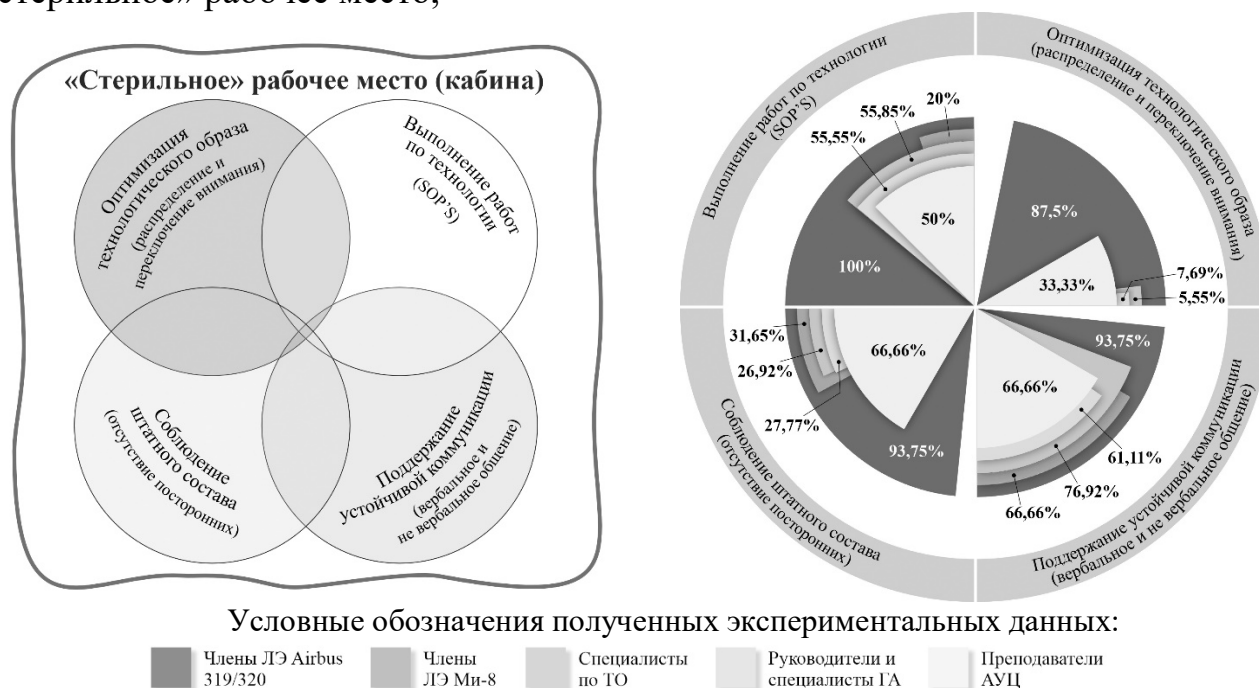 стерильное» рабочее место;
«Стерильное» рабочее место (кабина)
Оптимизация
технологического образа
(распределение и
переключение внимания)
Выполнение работ
по технологии
(SOP'S)
Соблюдение
штатного состава
(отсутствие посторонних)
Поддержание
устойчивой коммуникации
(вербальное и
не вербальное общение)
Выполнение работ по технологии
(SOP'S)
Оптимизация технологического образа
(распределение и переключение внимания)
55,55%
55,85%
20%
50%
100%
87,5%
33,33%
7,69%
5,55%
31,65%
26,92%
27,77%
66,66%
93,75%
93,75%
66,66%
61,11%
76,92%
66,66%
Соблюдение штатного состава
(отсутствие посторонних)
Поддержание устойчивой коммуникации
(вербальное и не вербальное общение)
Условные обозначения полученных экспериментальных данных:
Члены ЛЭ Airbus
319/320
Члены
ЛЭ Ми-8
Специалисты
по ТО
Руководители и
специалисты ГА
Преподаватели
АУЦ